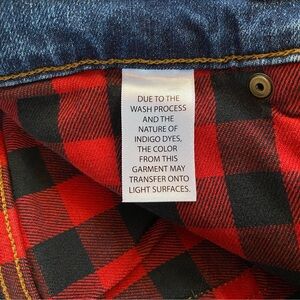 DUE TO THE
WASH PROCESS
AND THE
NATURE OF
INDIGO DYES,
THE COLOR
FROM THIS
GARMENT MAY
TRANSFER ONTO
LIGHT SURFACES.